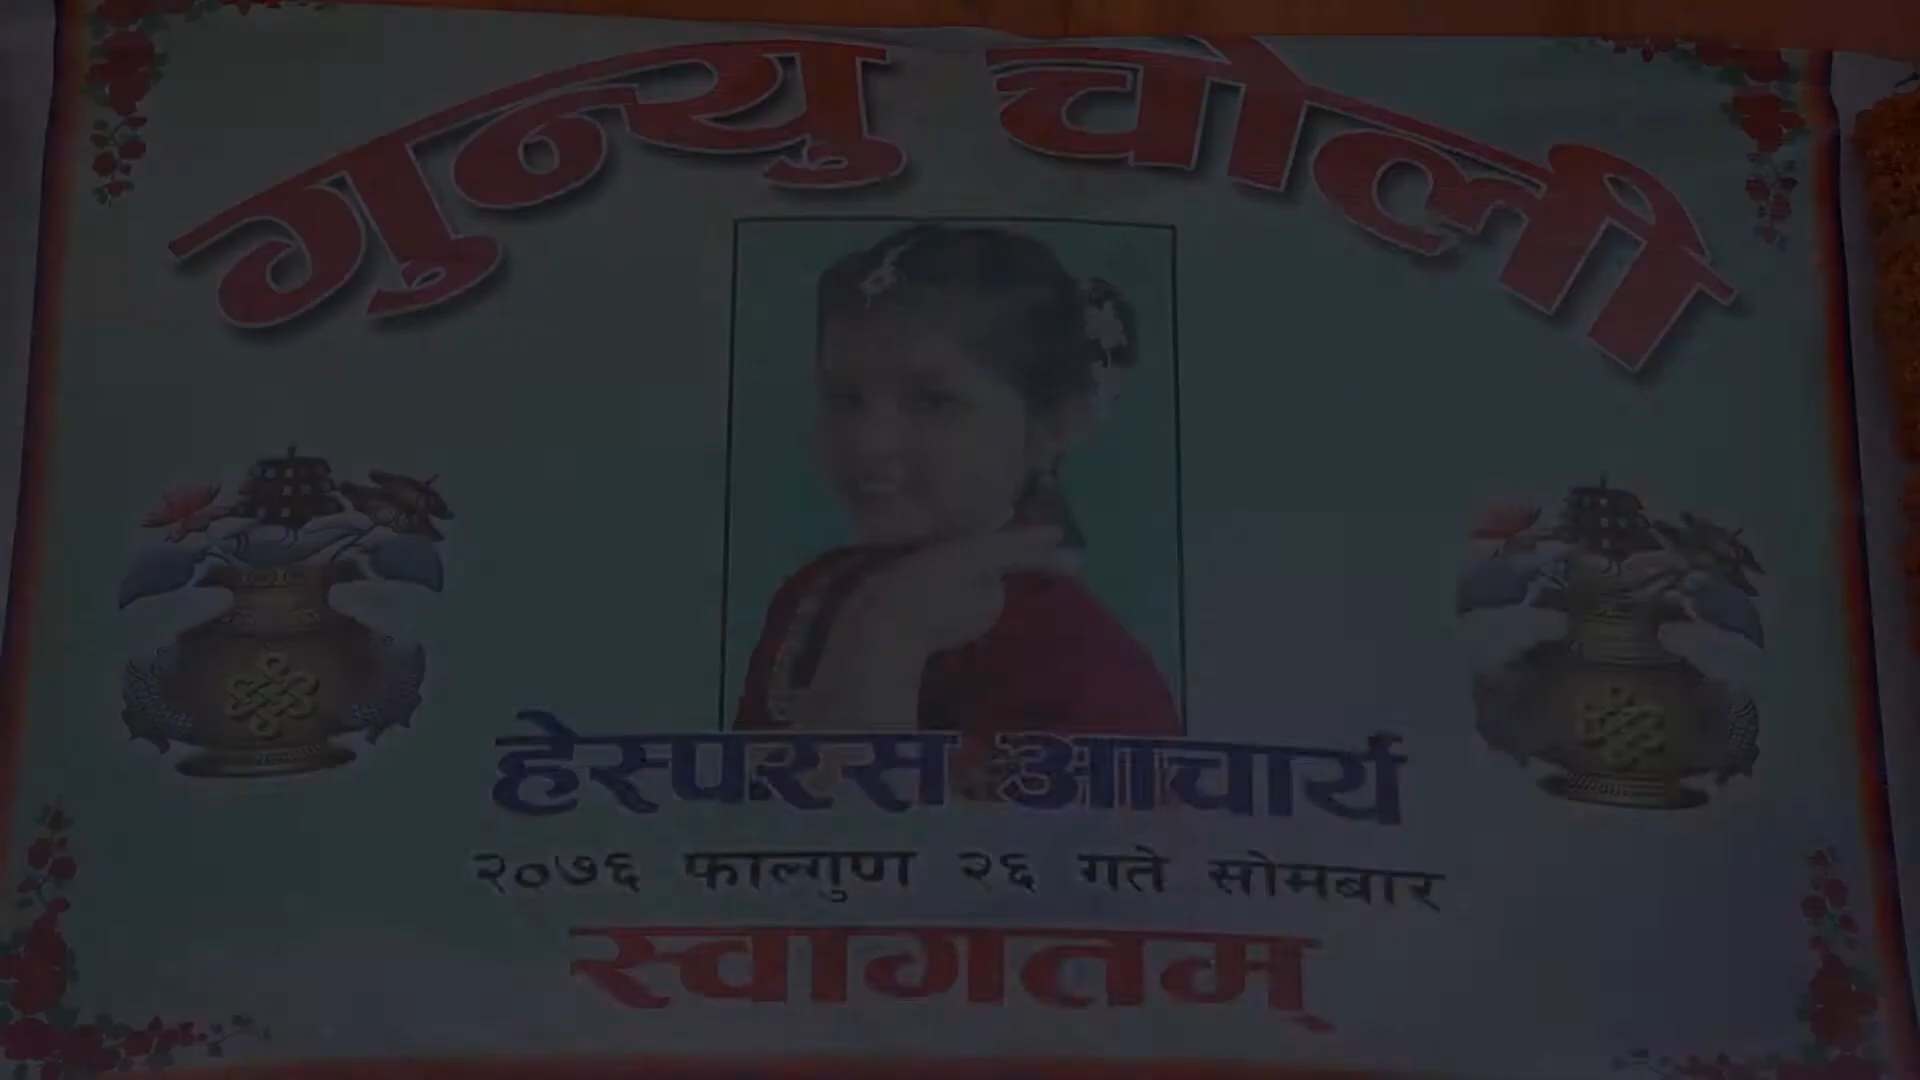 गुन्यु चोली
हेस्परस आचार्य
२०७६ फाल्गुण २६ गते सोमबार
स्वागतम्